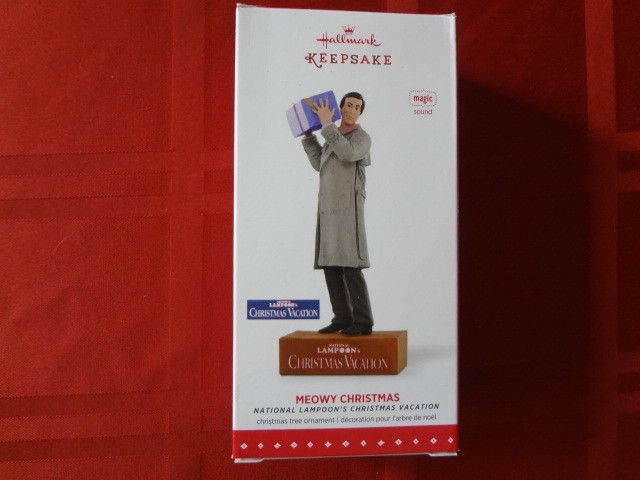 Hallmark
KEEPSAKE
magic
sound
NATIONAL
LAMPOON'S
CHRISTMAS VACATION
NATIONAL
LAMPOON'S
CHRISTMAS VACATION
MEOWY CHRISTMAS
NATIONAL LAMPOON'S CHRISTMAS VACATION
christmas tree ornament | décoration pour l'arbre de noël